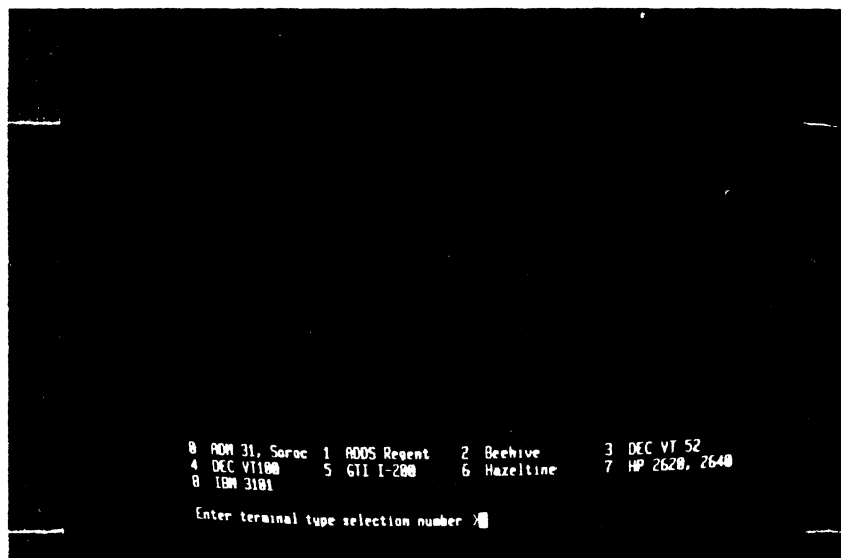 0 ADM 31, Soroc 1 ADDS Regent 2 Beehive 3 DEC VT 52
4 DEC VT100 5 GTI I-200 6 Hazeltine 7 HP 2620, 2640
8 IBM 3101
Enter terminal type selection number >